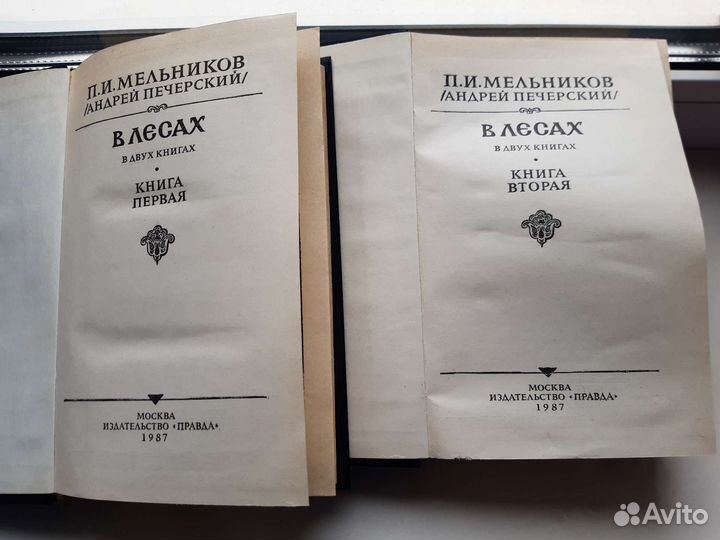 П.И.МЕЛЬНИКОВ
/АНДРЕЙ ПЕЧЕРСКИЙ/
В ЛЕСАХ
В ДВУХ КНИГАХ
КНИГА
ПЕРВАЯ
МОСКВА
ИЗДАТЕЛЬСТВО «ПРАВДА»
1987
П.И.МЕЛЬНИКОВ
/АНДРЕЙ ПЕЧЕРСКИЙ/
В ЛЕСАХ
В ДВУХ КНИГАХ
КНИГА
ВТОРАЯ
МОСКВА
ИЗДАТЕЛЬСТВО «ПРАВДА»
1987
Avito